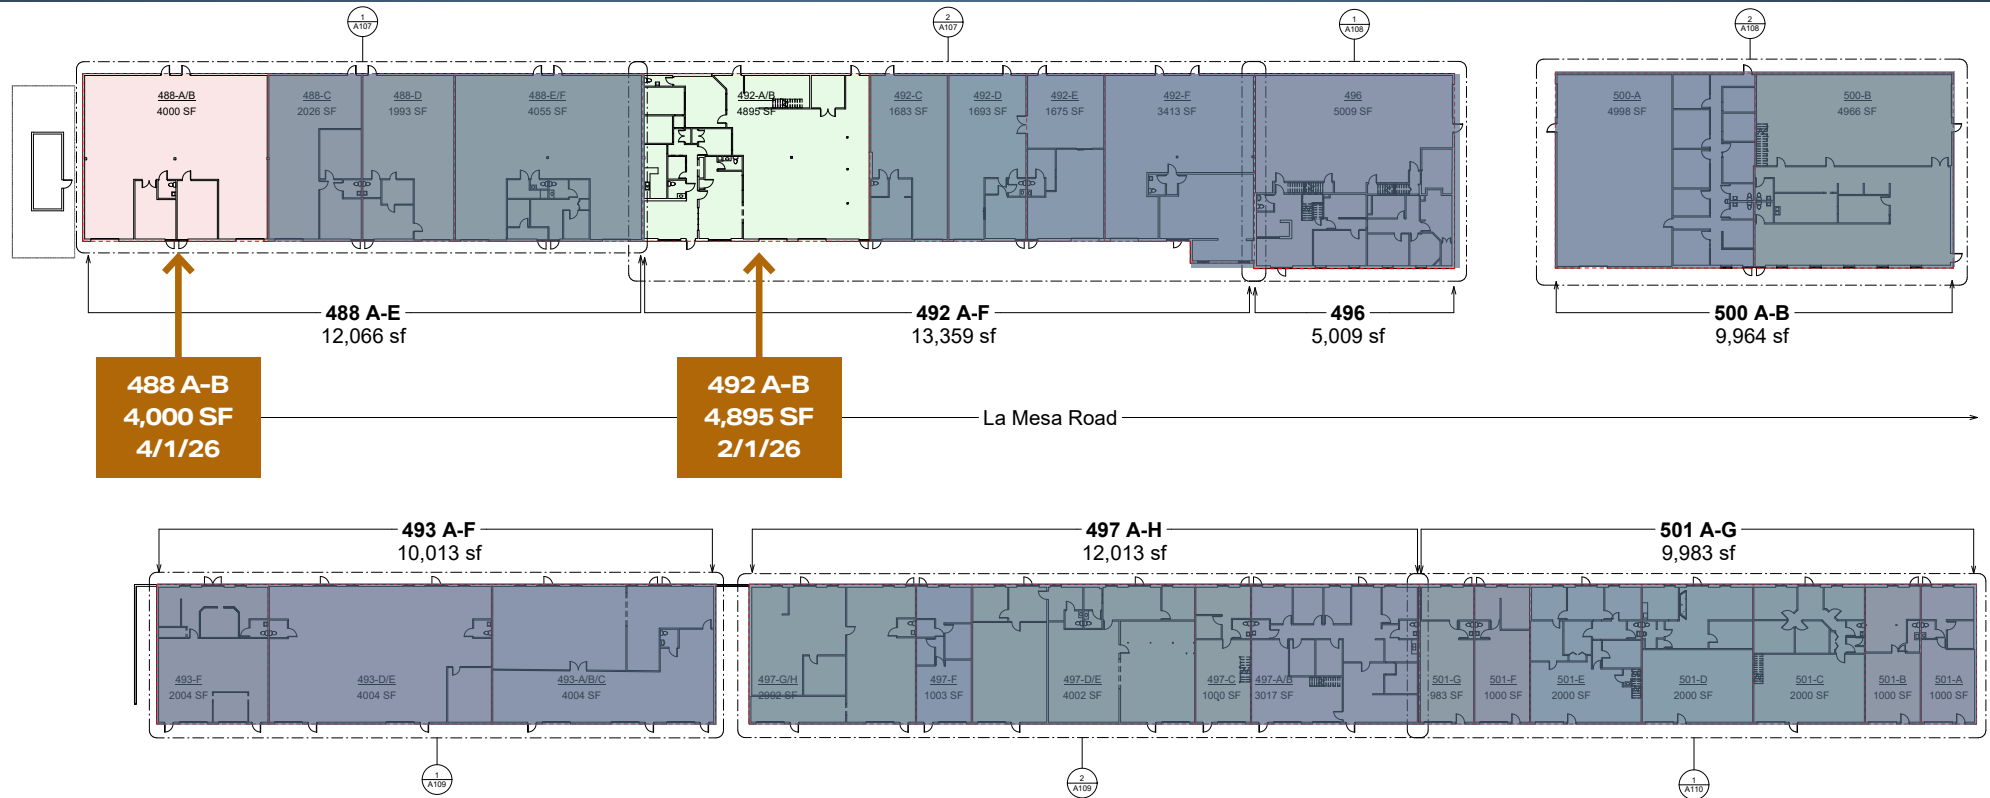 1
A107
2
A107
1
A108
2
A108
488-A/B
4000 SF
488-C
2026 SF
488-D
1993 SF
488-E/F
4055 SF
492-A/B
4895 SF
492-C
1683 SF
492-D
1693 SF
492-E
1675 SF
492-F
3413 SF
496
5009 SF
500-A
4998 SF
500-B
4966 SF
488 A-E
12,066 sf
492 A-F
13,359 sf
496
5,009 sf
500 A-B
9,964 sf
488 A-B
4,000 SF
4/1/26
492 A-B
4,895 SF
2/1/26
La Mesa Road
493 A-F
10,013 sf
497 A-H
12,013 sf
501 A-G
9,983 sf
493-F
2004 SF
493-D/E
4004 SF
493-A/B/C
4004 SF
497-G/H
2992 SF
497-F
1003 SF
497-D/E
4002 SF
497-C
1000 SF
497-A/B
3017 SF
501-G
983 SF
501-F
1000 SF
501-E
2000 SF
501-D
2000 SF
501-C
2000 SF
501-B
1000 SF
501-A
1000 SF
1
A109
2
A109
1
A110